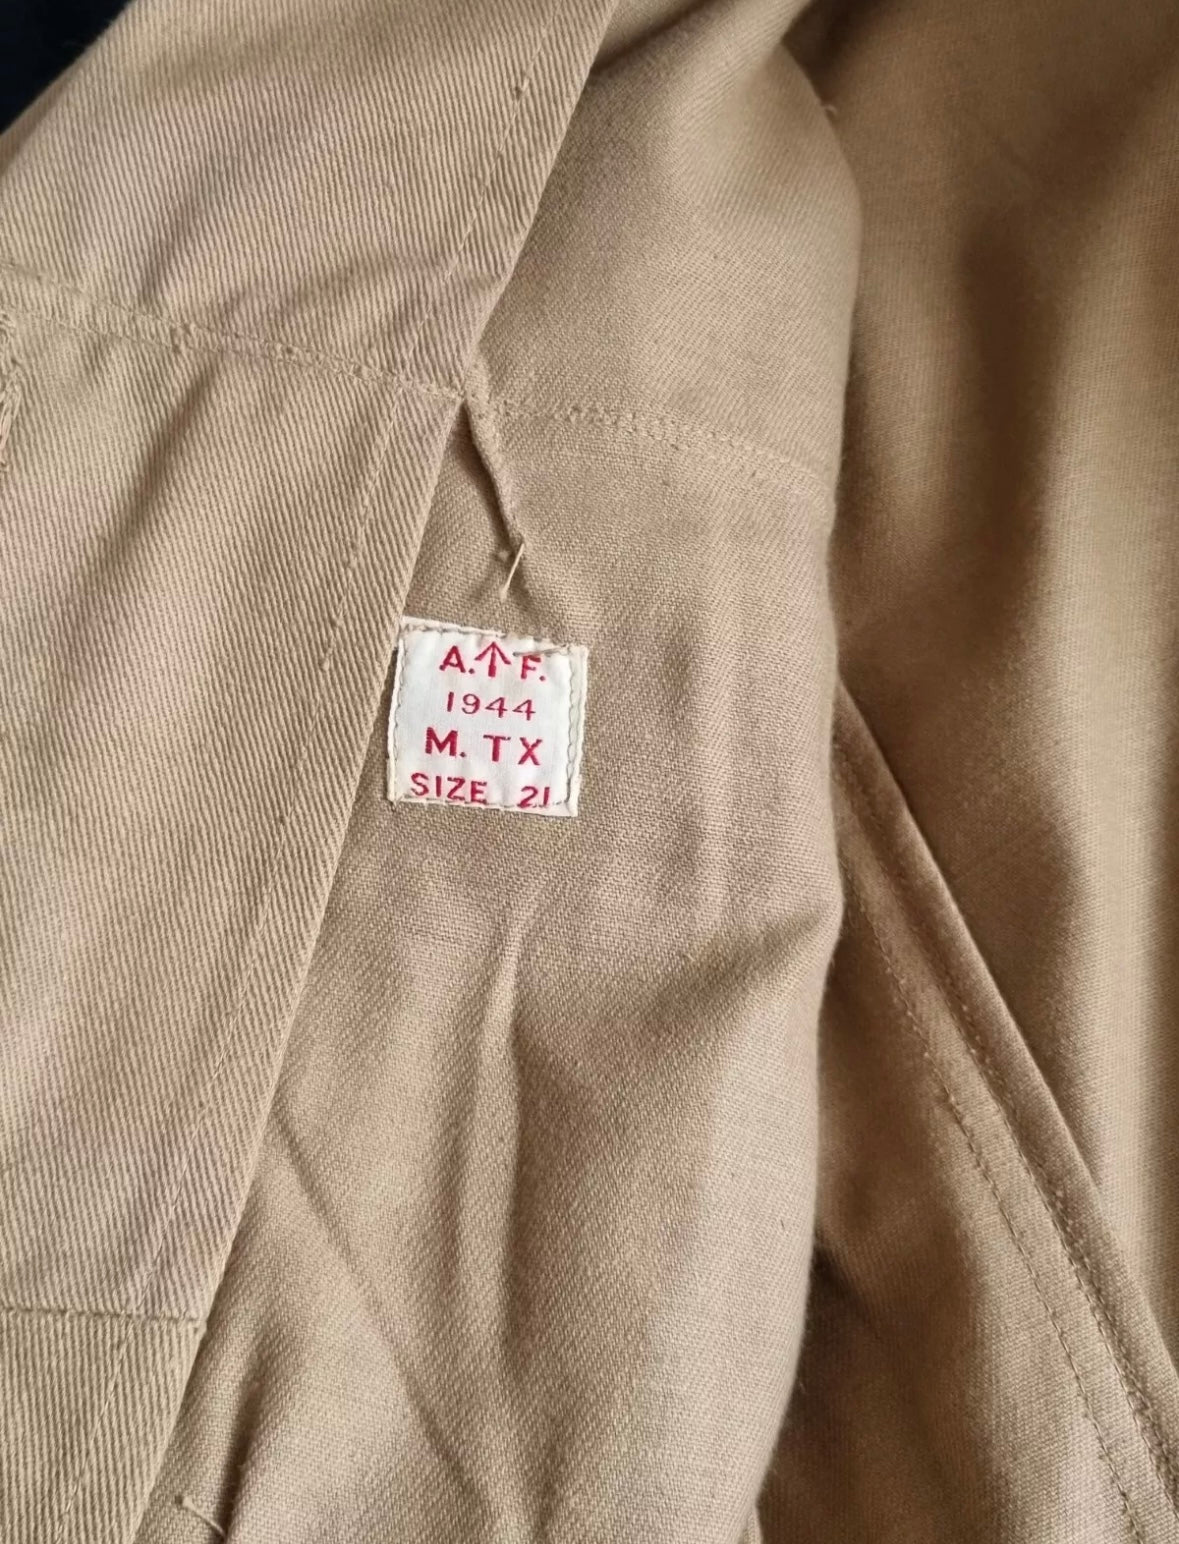 A.↑F.
1944
M. TX
SIZE 21